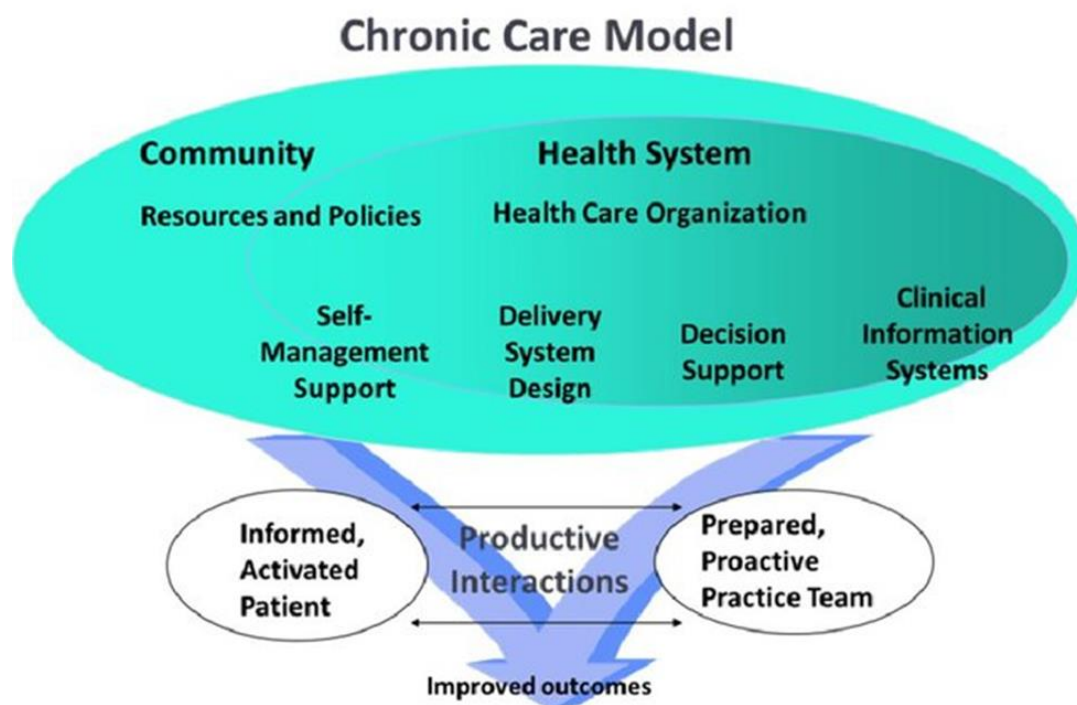 Chronic Care Model
Community
Health System
Resources and Policies
Health Care Organization
Self-
Management
Support
Delivery
System
Design
Decision
Support
Clinical
Information
Systems
Informed,
Activated
Patient
Productive
Interactions
Prepared,
Proactive
Practice Team
Improved outcomes